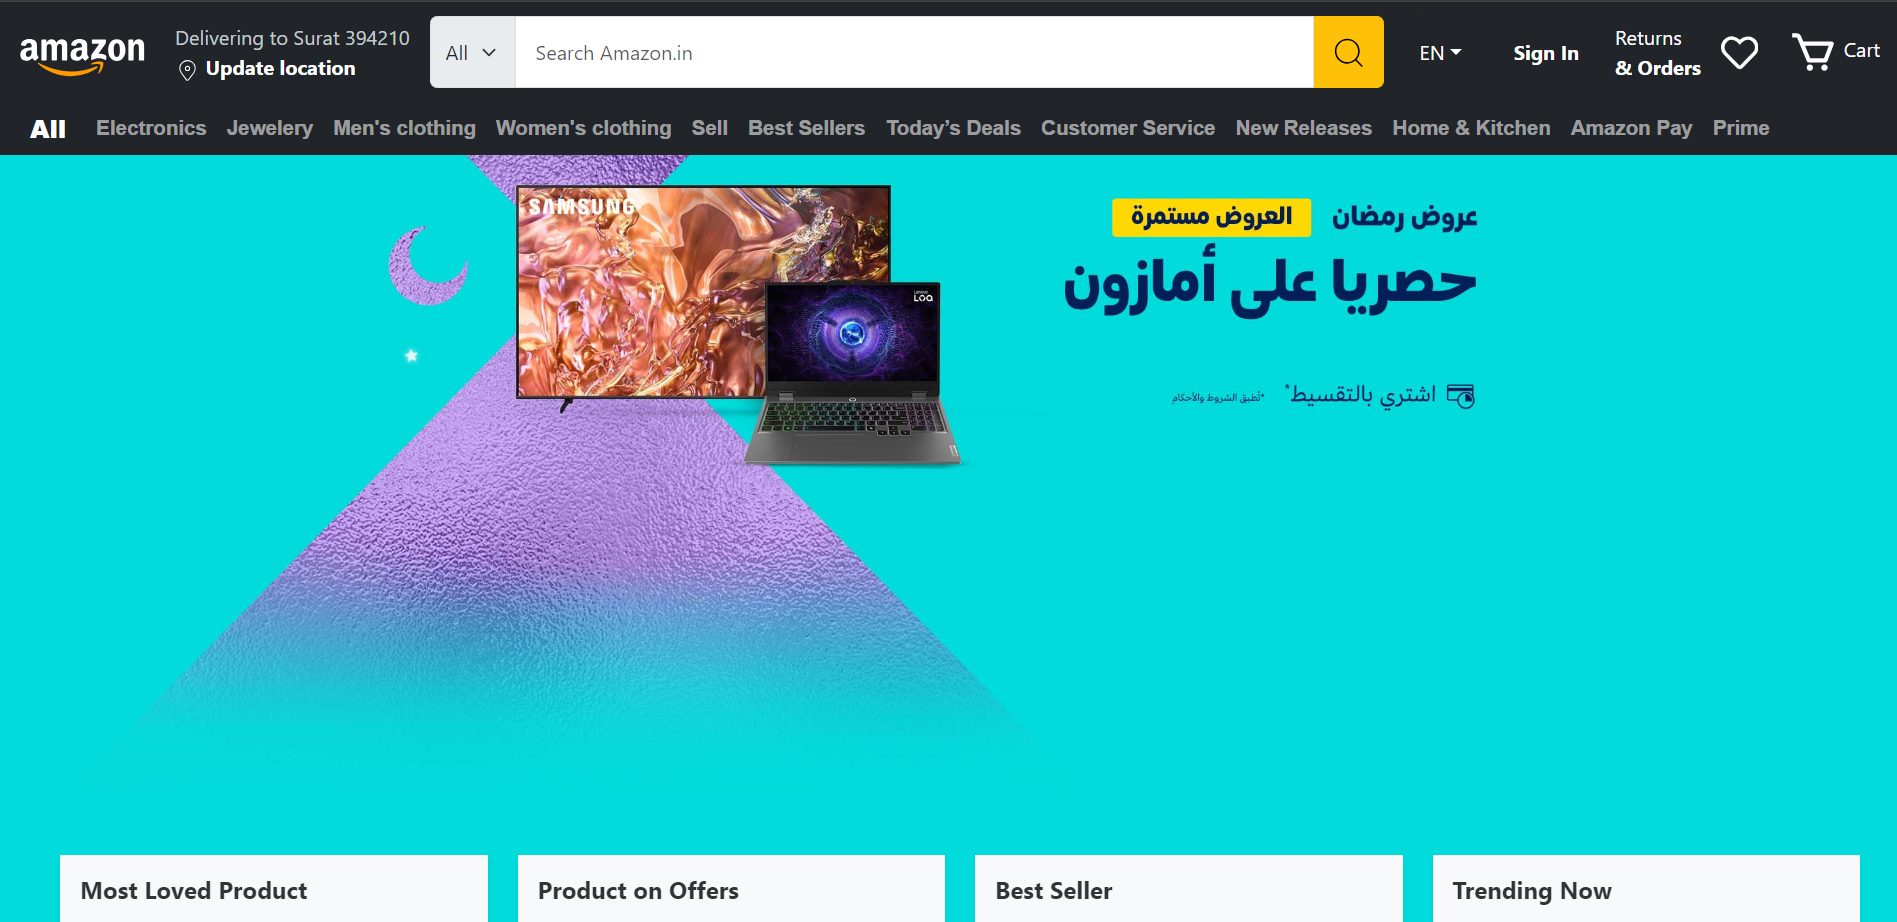 amazon
Delivering to Surat 394210
Update location
All
Search Amazon.in
EN
Sign In
Returns
& Orders
Cart
All Electronics Jewelery Men's clothing Women's clothing Sell Best Sellers Today’s Deals Customer Service New Releases Home & Kitchen Amazon Pay Prime
SAMSUNG
Lenovo
LOQ
عروض رمضان العروض مستمرة
حصريا على أمازون
اشتري بالتقسيط* *تُطبق الشروط والأحكام
Most Loved Product
Product on Offers
Best Seller
Trending Now